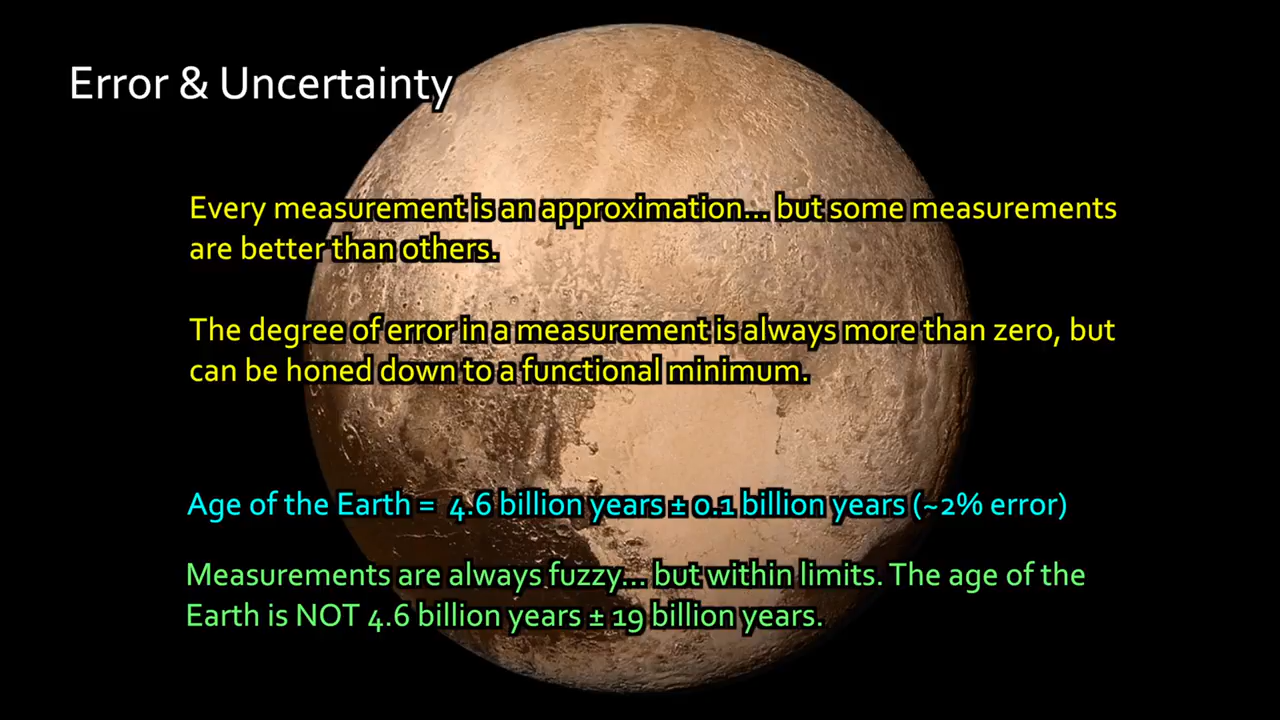 Error & Uncertainty
Every measurement is an approximation... but some measurements
are better than others.
The degree of error in a measurement is always more than zero, but
can be honed down to a functional minimum.
Age of the Earth =  4.6 billion years ± 0.1 billion years (~2% error)
Measurements are always fuzzy... but within limits. The age of the
Earth is NOT 4.6 billion years ± 19 billion years.